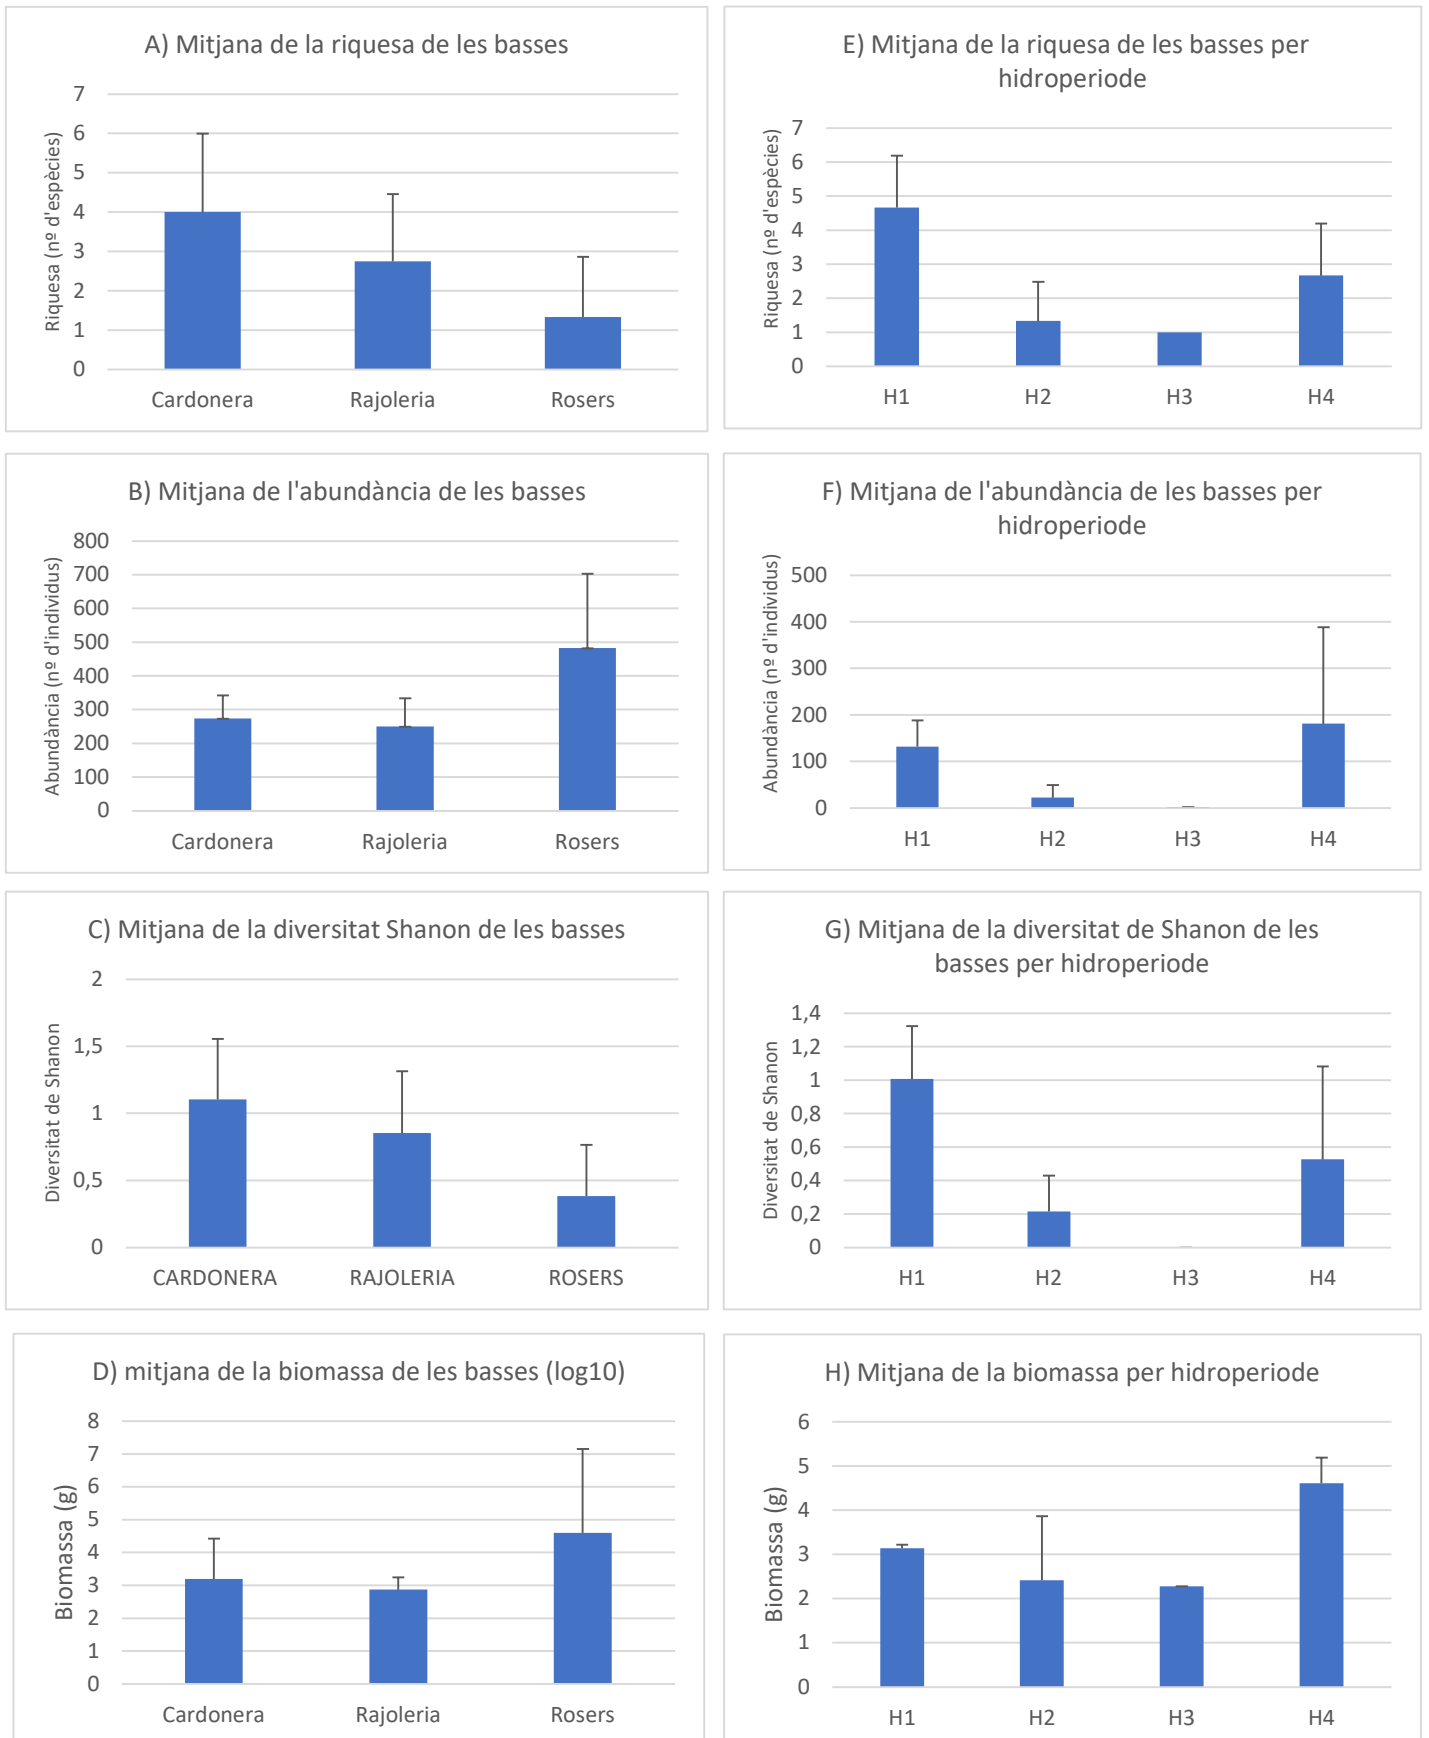 A) Mitjana de la riquesa de les basses
Riquesa (nº d'espècies)
7
6
5
4
3
2
1
0
Cardonera Rajoleria Rosers
E) Mitjana de la riquesa de les basses per
hidroperiode
Riquesa (nº d'espècies)
7
6
5
4
3
2
1
0
H1 H2 H3 H4
B) Mitjana de l'abundància de les basses
Abundància (nº d'individus)
800
700
600
500
400
300
200
100
0
Cardonera Rajoleria Rosers
F) Mitjana de l'abundància de les basses per
hidroperiode
Abundància (nº d'individus)
500
400
300
200
100
0
H1 H2 H3 H4
C) Mitjana de la diversitat Shanon de les basses
Diversitat de Shanon
2
1,5
1
0,5
0
CARDONERA RAJOLERIA ROSERS
G) Mitjana de la diversitat de Shanon de les
basses per hidroperiode
Diversitat de Shanon
1,4
1,2
1
0,8
0,6
0,4
0,2
0
H1 H2 H3 H4
D) mitjana de la biomassa de les basses (log10)
Biomassa (g)
8
7
6
5
4
3
2
1
0
Cardonera Rajoleria Rosers
H) Mitjana de la biomassa per hidroperiode
Biomassa (g)
6
5
4
3
2
1
0
H1 H2 H3 H4